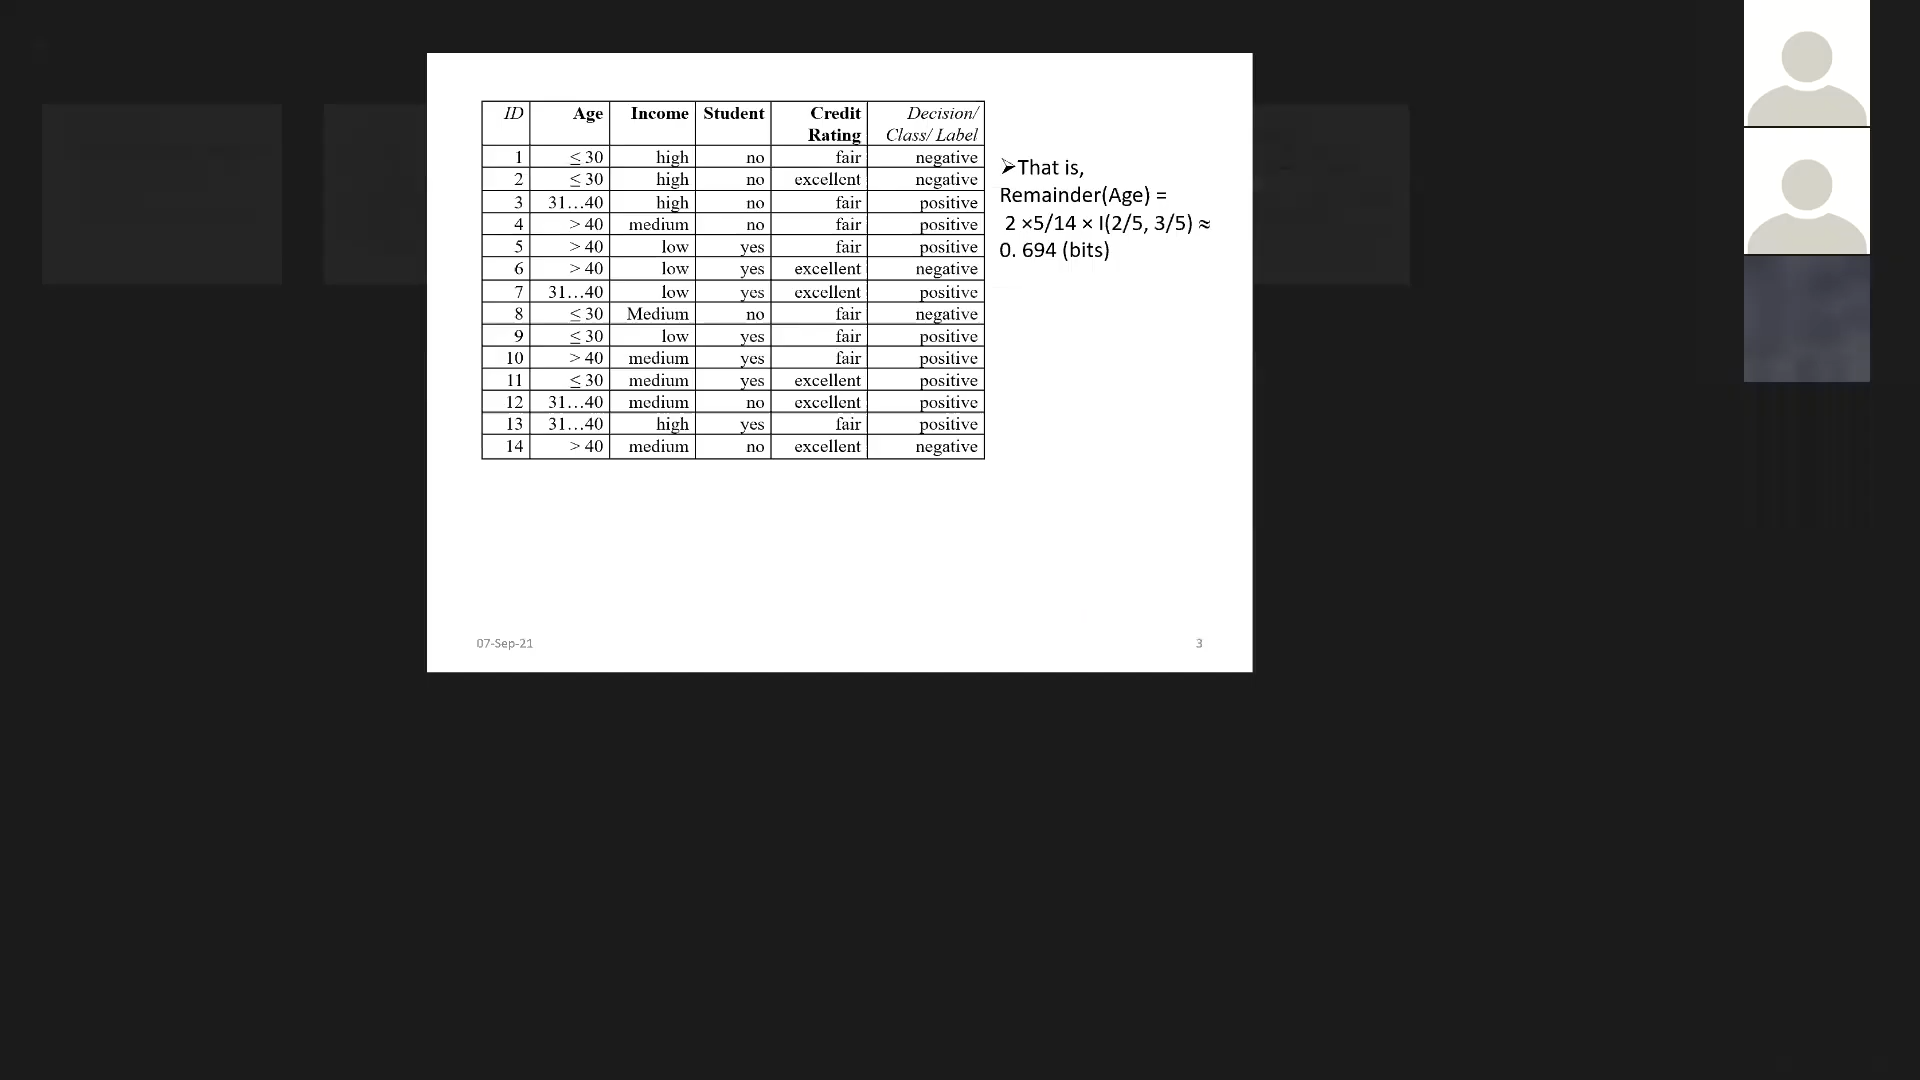 ID Age Income Student Credit Rating Decision/ Class/ Label
1 ≤ 30 high no fair negative
2 ≤ 30 high no excellent negative
3 31…40 high no fair positive
4 > 40 medium no fair positive
5 > 40 low yes fair positive
6 > 40 low yes excellent negative
7 31…40 low yes excellent positive
8 ≤ 30 Medium no fair negative
9 ≤ 30 low yes fair positive
10 > 40 medium yes fair positive
11 ≤ 30 medium yes excellent positive
12 31…40 medium no excellent positive
13 31…40 high yes fair positive
14 > 40 medium no excellent negative
➢That is,
Remainder(Age) =
2 ×5/14 × I(2/5, 3/5) ≈
0. 694 (bits)
07-Sep-21
3